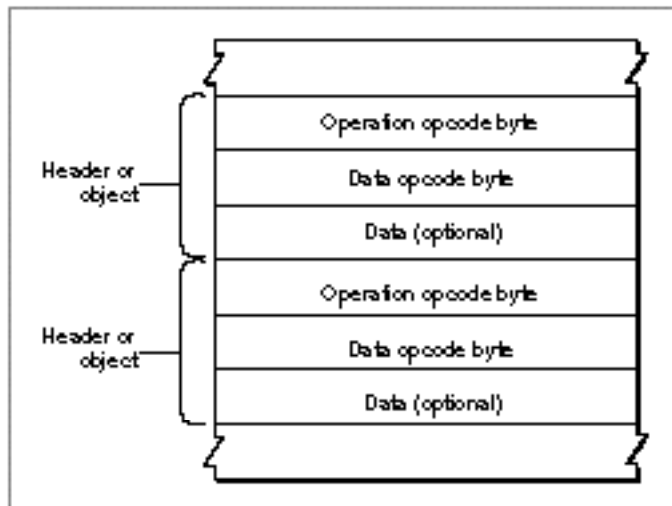 Operation opcode byte
Header or
object
Data opcode byte
Data (optional)
Operation opcode byte
Header or
object
Data opcode byte
Data (optional)